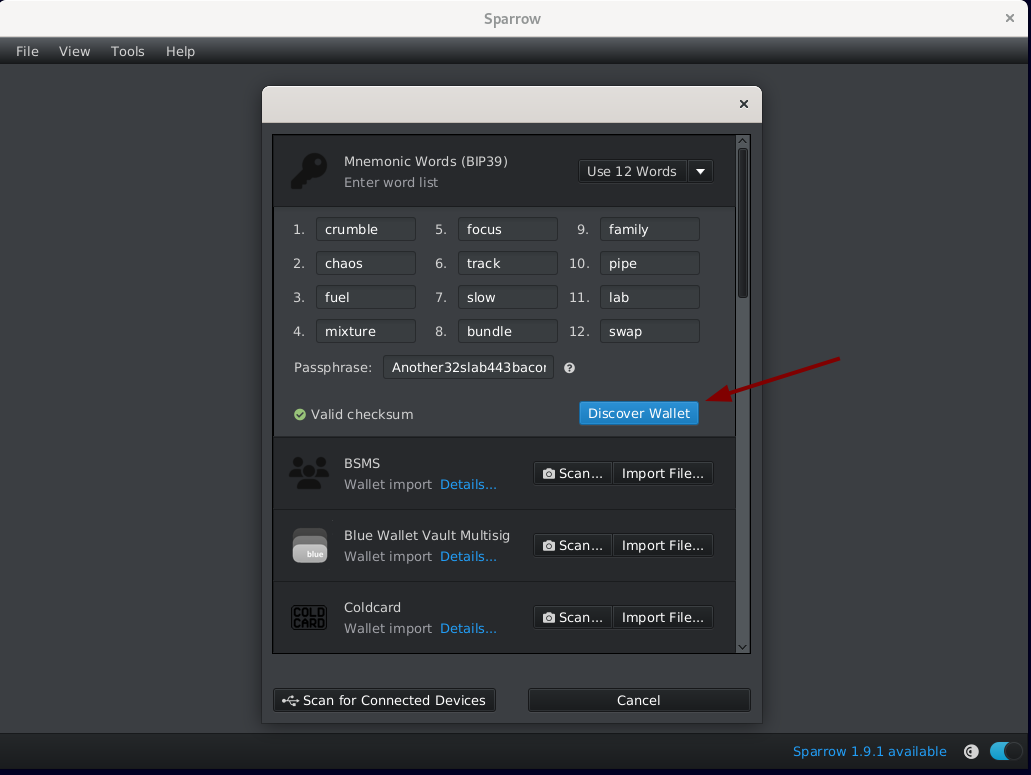 Sparrow
File View Tools Help
Mnemonic Words (BIP39)
Enter word list
Use 12 Words
1. crumble 5. focus 9. family
2. chaos 6. track 10. pipe
3. fuel 7. slow 11. lab
4. mixture 8. bundle 12. swap
Passphrase: Another32slab443bacon
Valid checksum
Discover Wallet
BSMS
Wallet import Details...
Scan... Import File...
Blue Wallet Vault Multisig
Wallet import Details...
Scan... Import File...
blue
Coldcard
Wallet import Details...
Scan... Import File...
COLD
CARD
Scan for Connected Devices Cancel
Sparrow 1.9.1 available